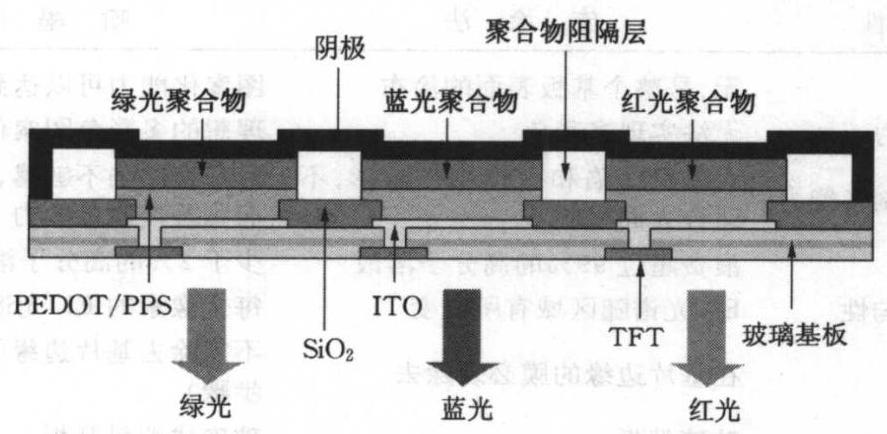 聚合物阻隔层
阴极
绿光聚合物
蓝光聚合物
红光聚合物
PEDOT/PPS
ITO
SiO₂
TFT
玻璃基板
绿光
蓝光
红光